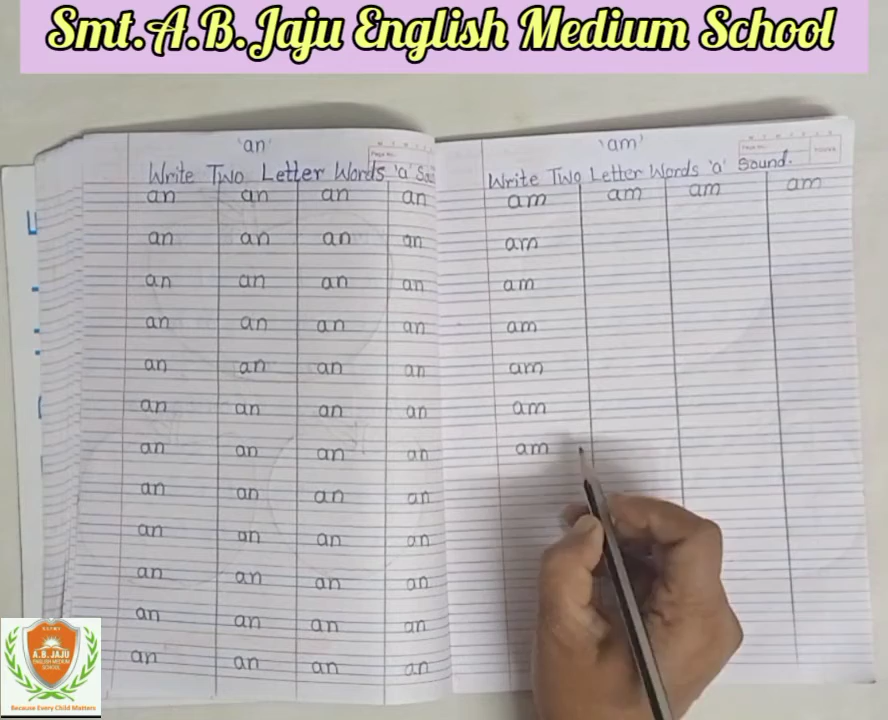 Smt.A.B.Jaju English Medium School
'an'
Write Two Letter Words 'a' Sou
an an an an
an an an an
an an an an
an an an an
an an an an
an an an an
an an an an
an an an an
an an an an
an an an an
an an an an
an an an an
'am'
Write Two Letter Words 'a' Sound.
am am am am
am
am
am
am
am
am
A.B. JAJU
ENGLISH MEDIUM
SCHOOL
Because Every Child Matters